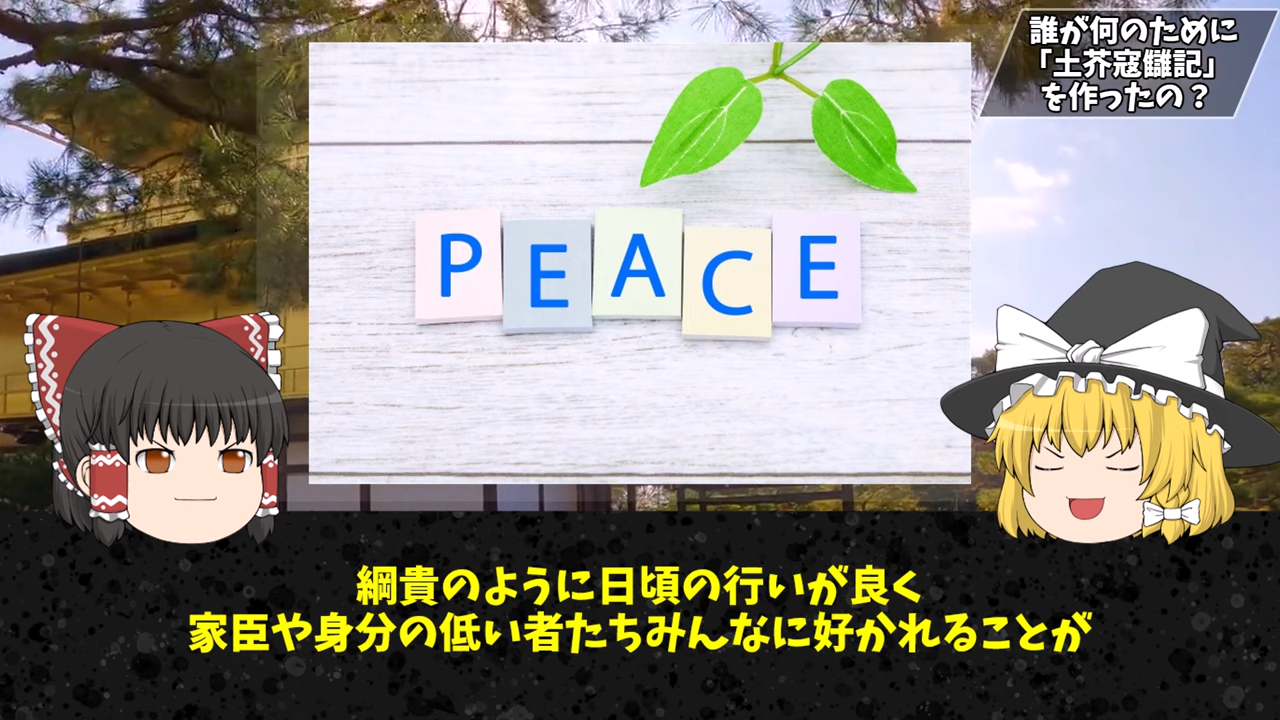 誰が何のために
「土芥寇讎記」
を作ったの？
PEACE
綱貴のように日頃の行いが良く
家臣や身分の低い者たちみんなに好かれることが